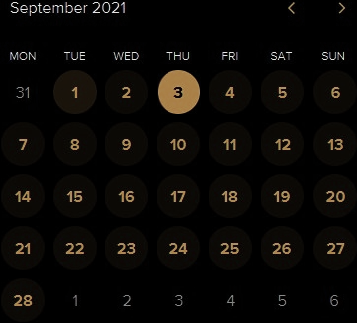 September 2021
MON TUE WED THU FRI SAT SUN
31 1 2 3 4 5 6
7 8 9 10 11 12 13
14 15 16 17 18 19 20
21 22 23 24 25 26 27
28 1 2 3 4 5 6